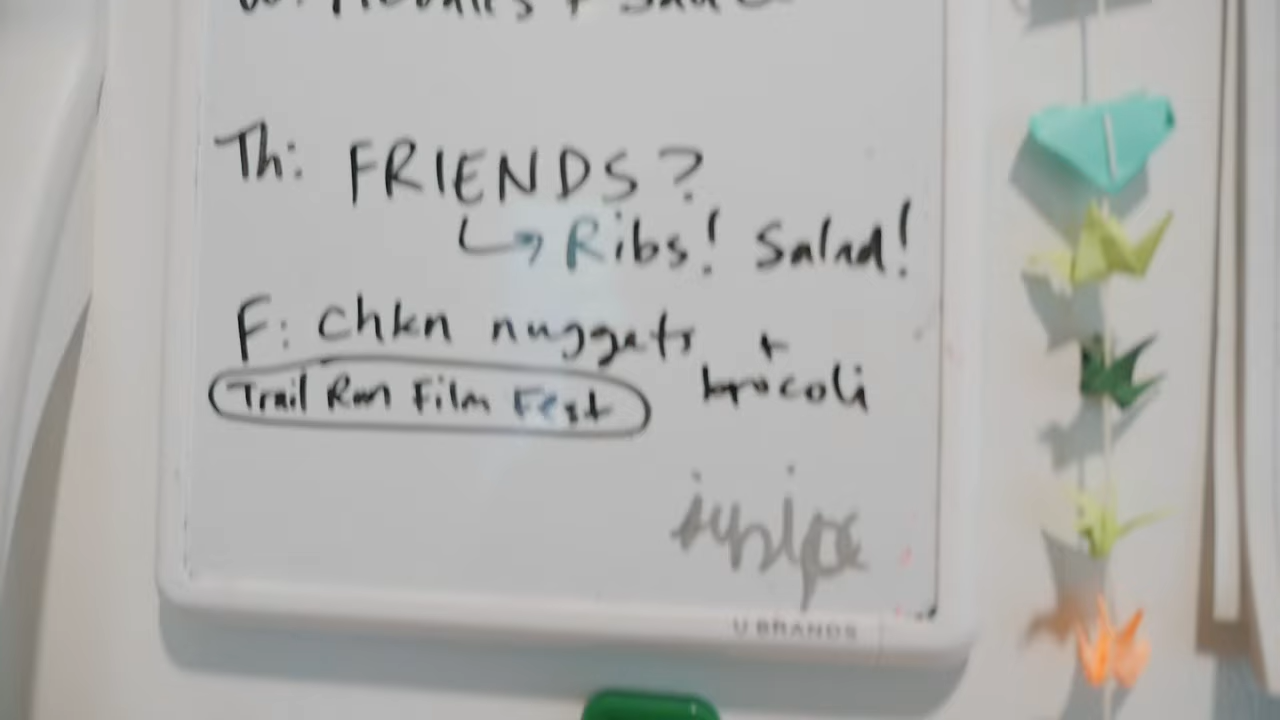 Th: FRIENDS?
↳ Ribs! Salad!
F: Chkn nuggets +
brocoli
Trail Run Film Fest
U BRANDS